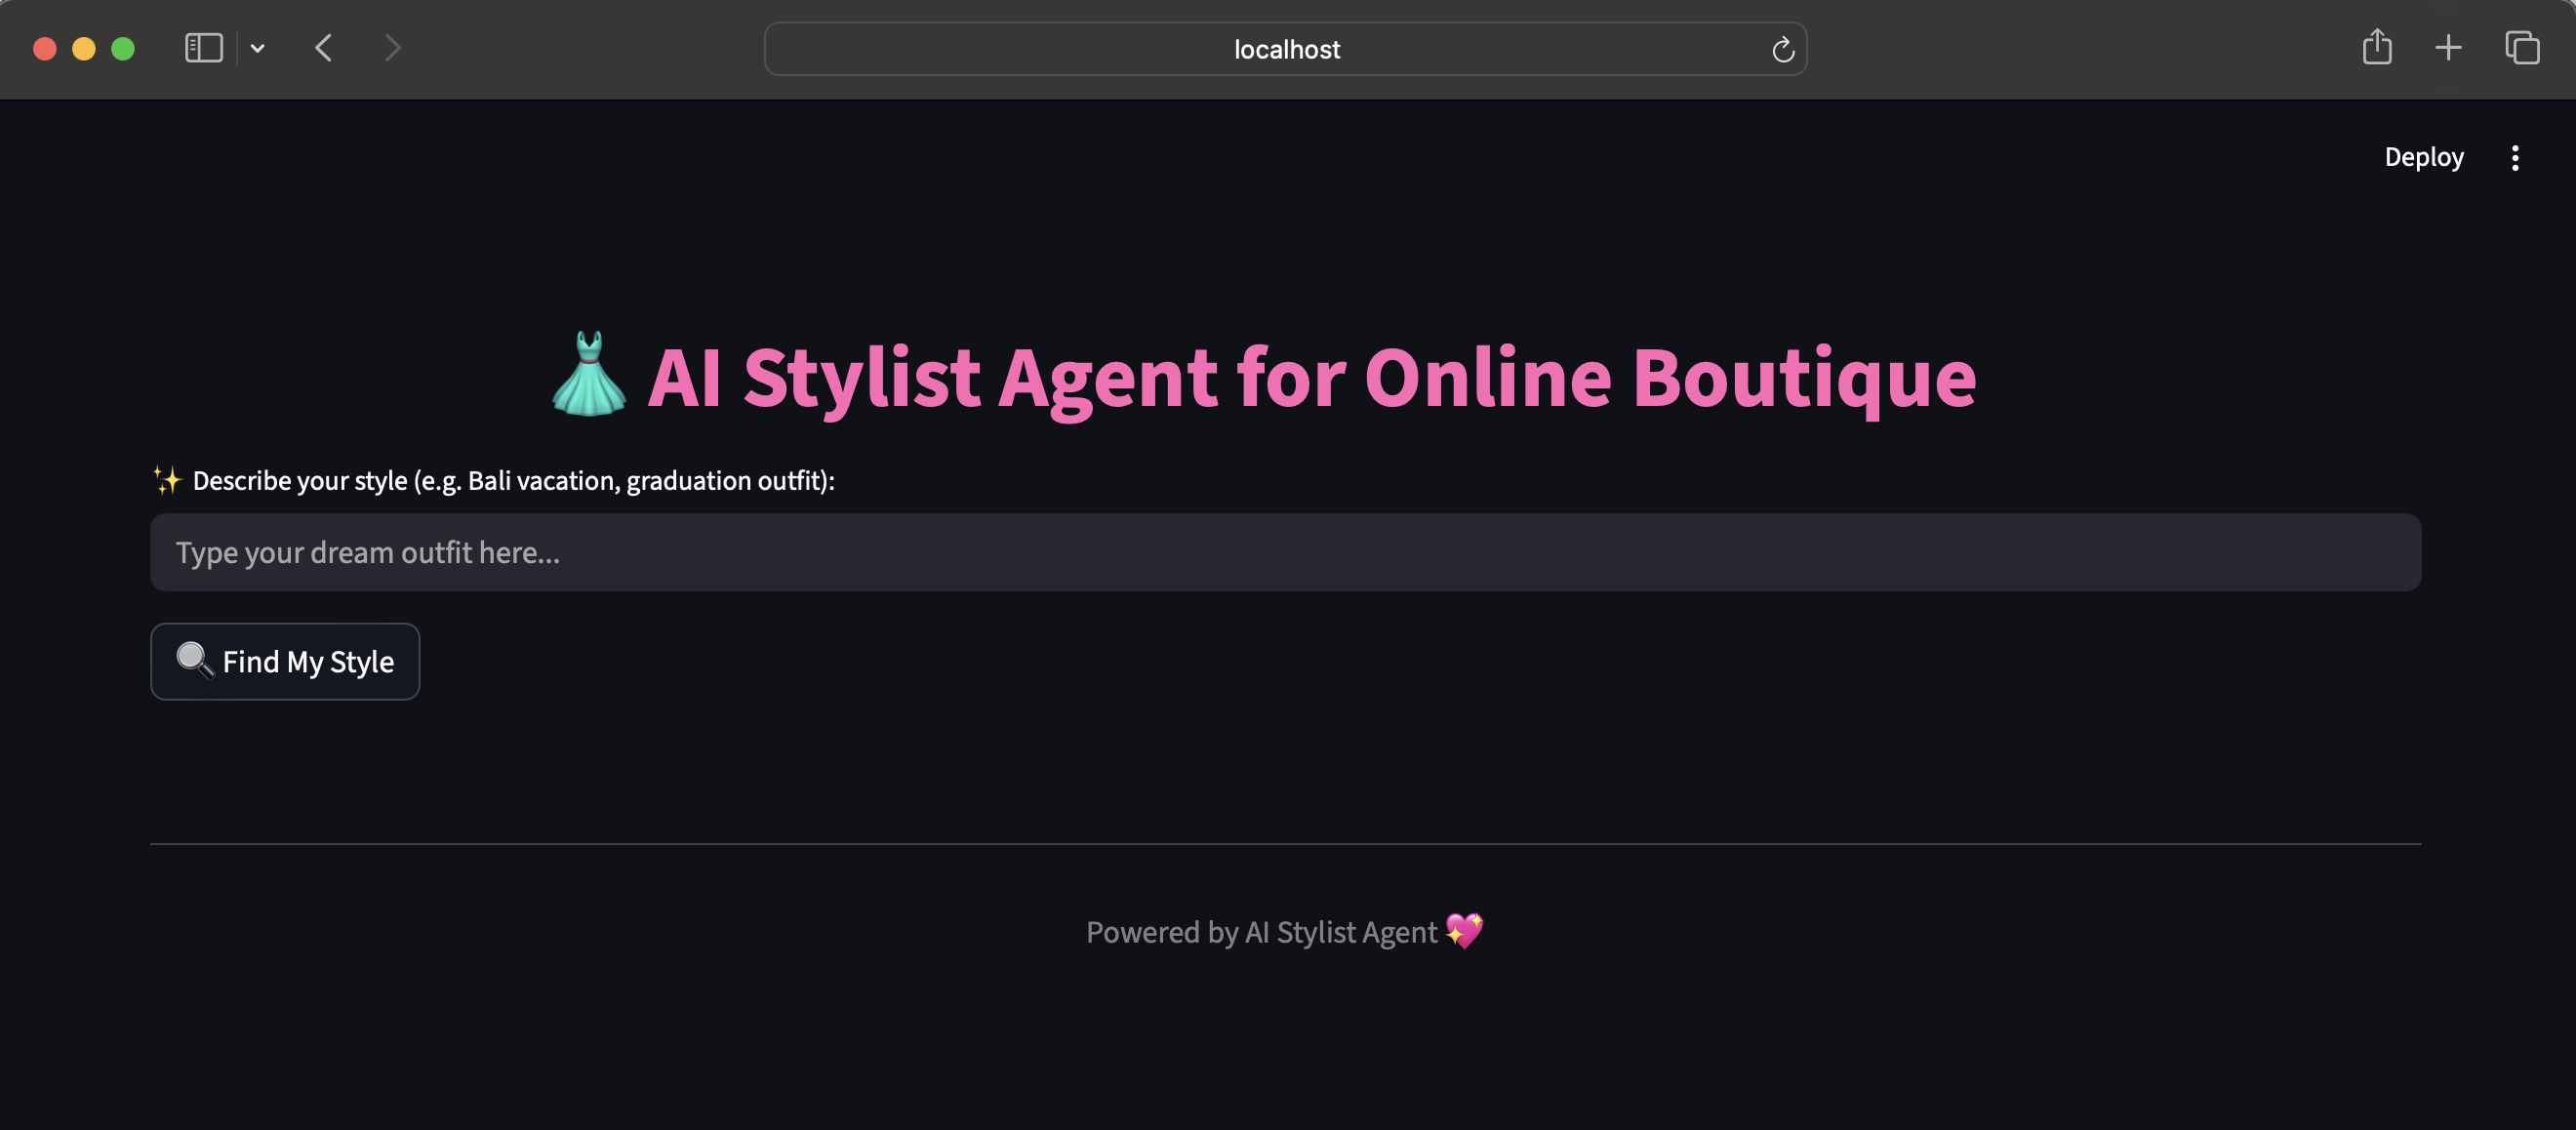 localhost
Deploy
👗 AI Stylist Agent for Online Boutique
✨ Describe your style (e.g. Bali vacation, graduation outfit):
Type your dream outfit here...
🔍 Find My Style
Powered by AI Stylist Agent 💖